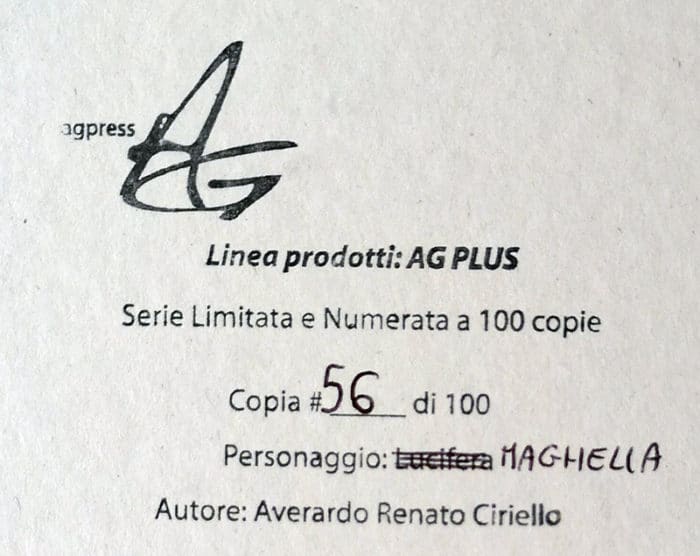 agpress AG
Linea prodotti: AG PLUS
Serie Limitata e Numerata a 100 copie
Copia #56 di 100
Personaggio: Lucifera MAGHELLA
Autore: Averardo Renato Ciriello